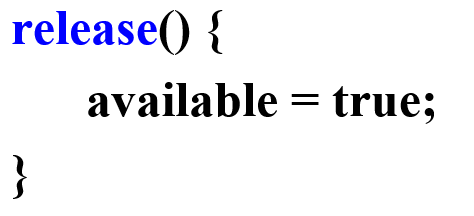 release() {
available = true;
}